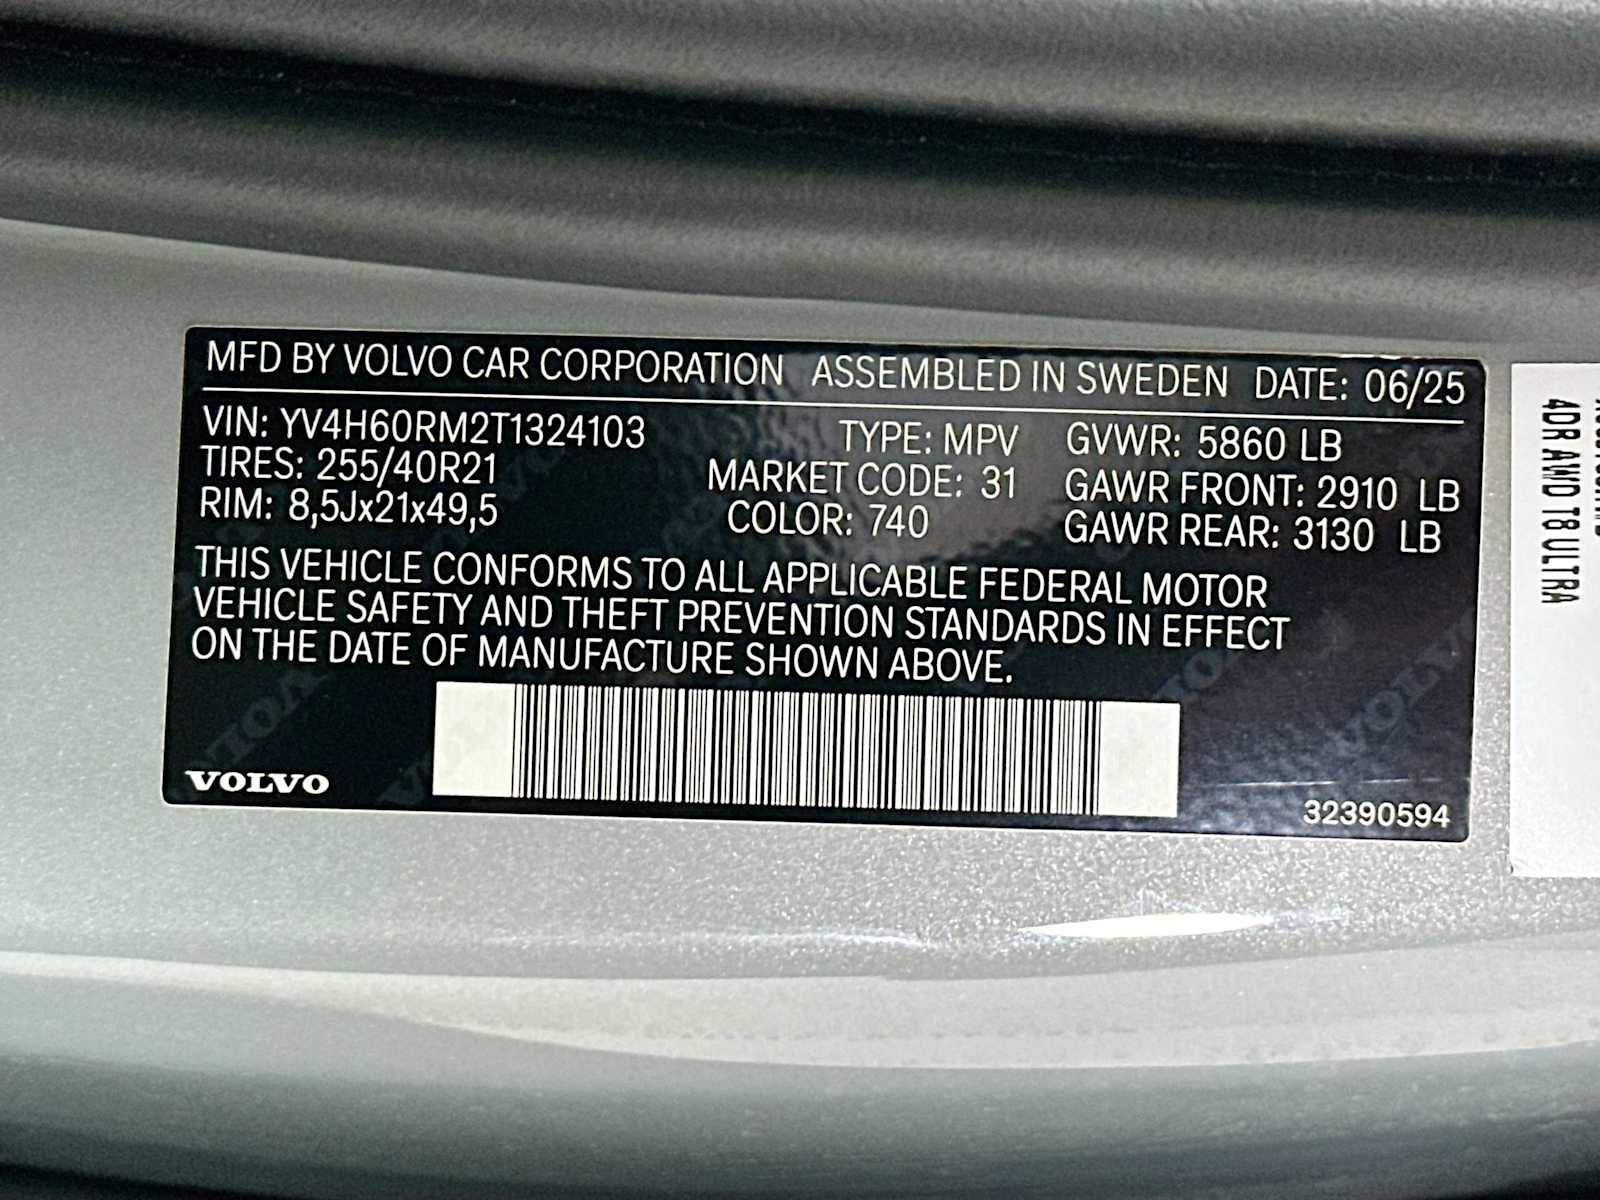 MFD BY VOLVO CAR CORPORATION ASSEMBLED IN SWEDEN DATE: 06/25
VIN: YV4H60RM2T1324103 TYPE: MPV GVWR: 5860 LB
TIRES: 255/40R21 MARKET CODE: 31 GAWR FRONT: 2910 LB
RIM: 8,5Jx21x49,5 COLOR: 740 GAWR REAR: 3130 LB
THIS VEHICLE CONFORMS TO ALL APPLICABLE FEDERAL MOTOR
VEHICLE SAFETY AND THEFT PREVENTION STANDARDS IN EFFECT
ON THE DATE OF MANUFACTURE SHOWN ABOVE.
VOLVO
32390594
4DR AWD T8 ULTRA